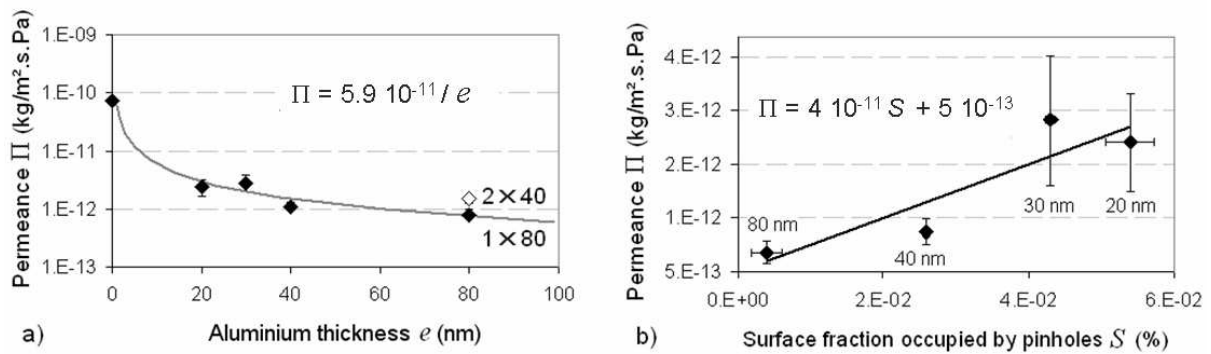 Permeance Π (kg/m².s.Pa)
1.E-09
1.E-10
1.E-11
1.E-12
1.E-13
Π = 5.9 10⁻¹¹ / e
2×40
1×80
0 20 40 60 80 100
a) Aluminium thickness e (nm)
Permeance Π (kg/m².s.Pa)
4.E-12
3.E-12
2.E-12
1.E-12
5.E-13
Π = 4 10⁻¹¹ S + 5 10⁻¹³
80 nm
40 nm
30 nm
20 nm
0.E+00 2.E-02 4.E-02 6.E-02
b) Surface fraction occupied by pinholes S (%)